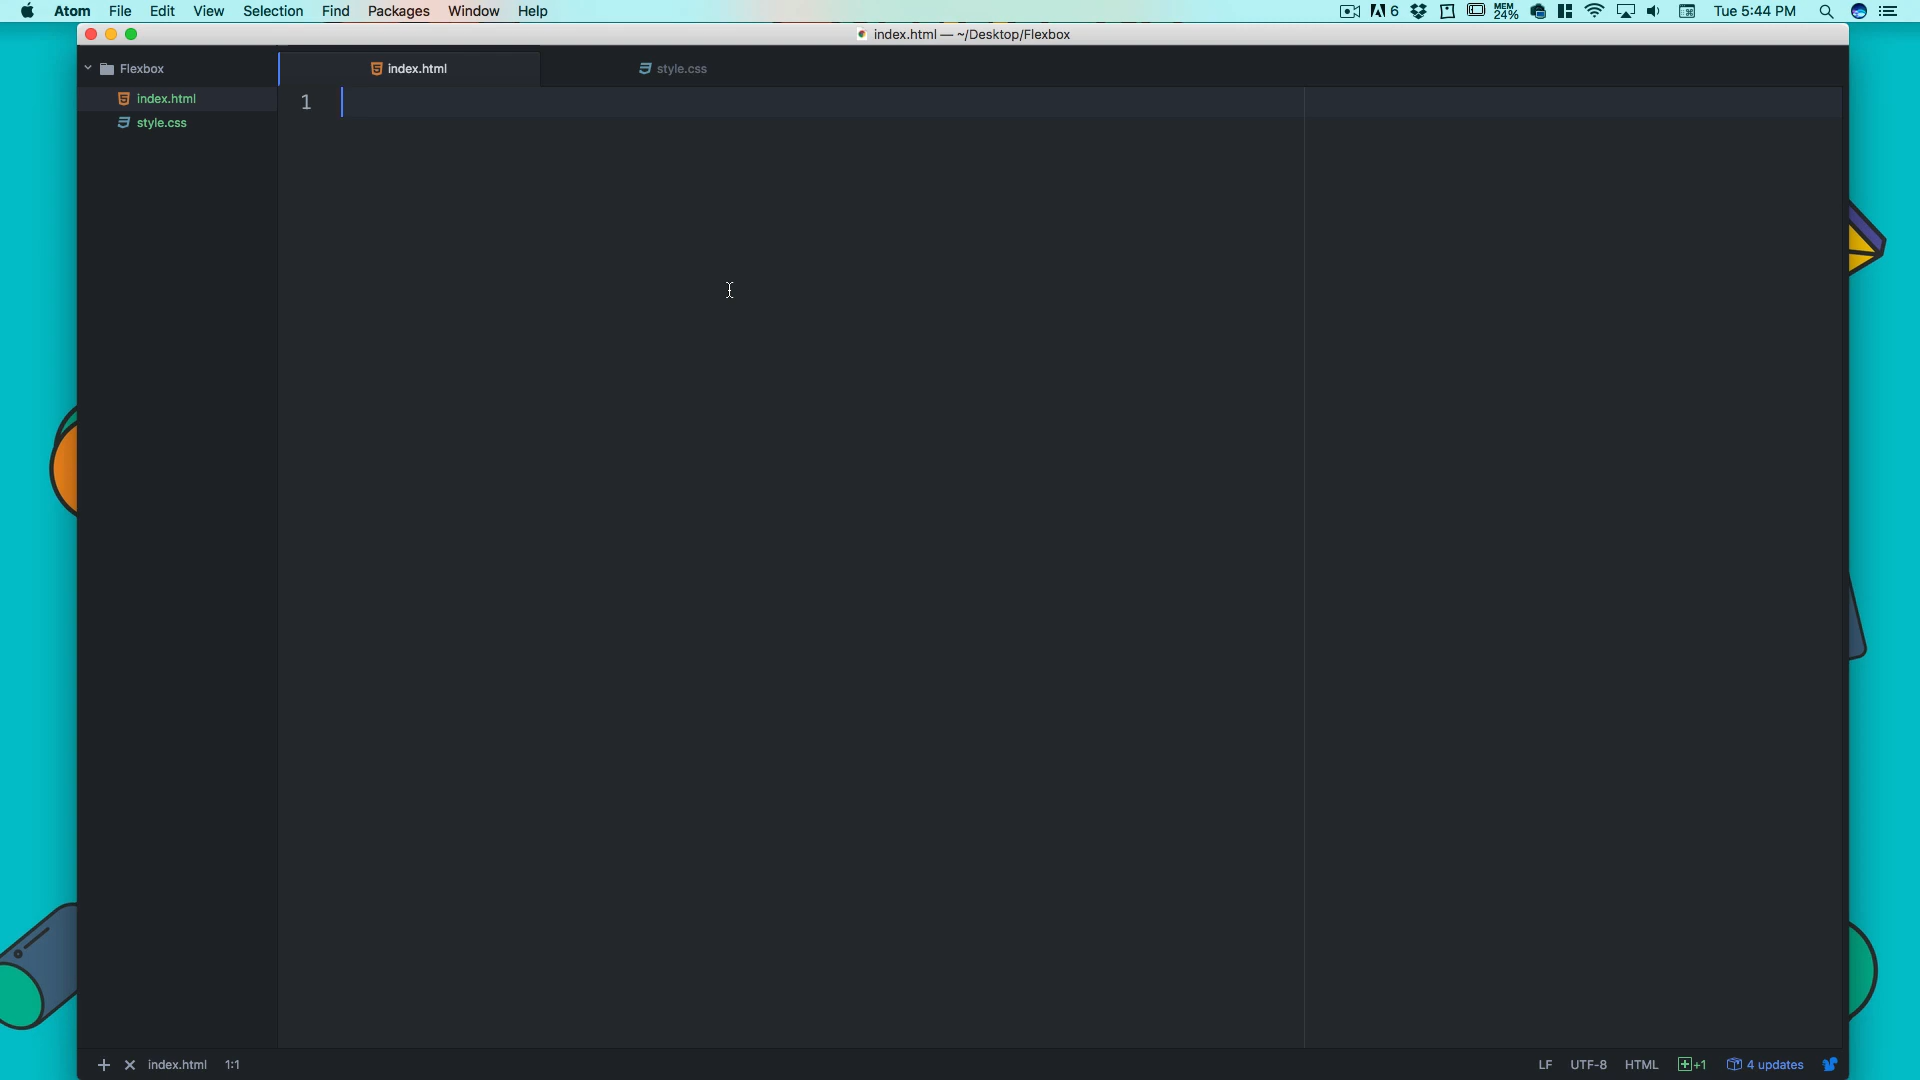 Atom File Edit View Selection Find Packages Window Help 6 MEM 24% Tue 5:44 PM
index.html — ~/Desktop/Flexbox
Flexbox
index.html
style.css
index.html style.css
1
+ × index.html 1:1 LF UTF-8 HTML +1 4 updates